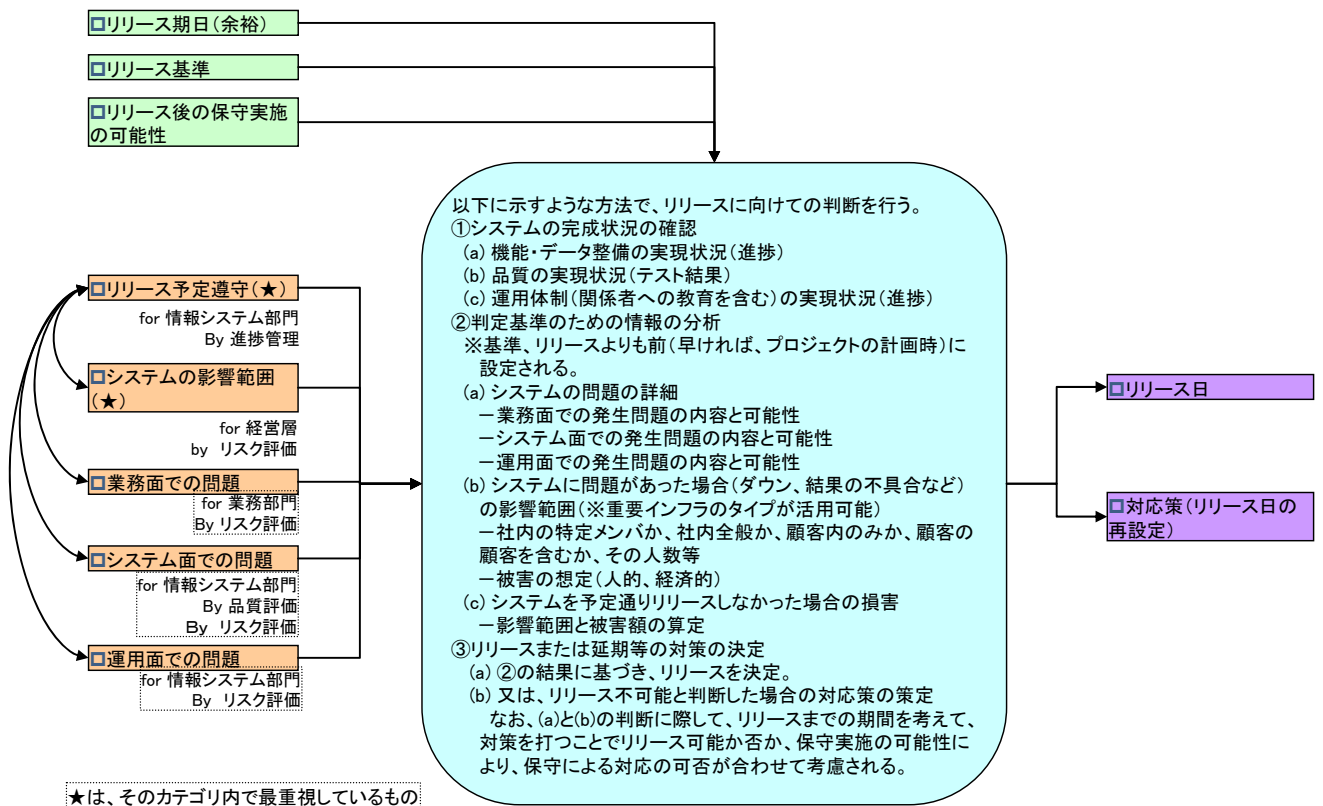 □リリース期日(余裕)
□リリース基準
□リリース後の保守実施
の可能性
□リリース予定遵守(★)
for 情報システム部門
By 進捗管理
□システムの影響範囲
(★)
for 経営層
by リスク評価
□業務面での問題
for 業務部門
By リスク評価
□システム面での問題
for 情報システム部門
By 品質評価
By リスク評価
□運用面での問題
for 情報システム部門
By リスク評価
★は、そのカテゴリ内で最重視しているもの
以下に示すような方法で、リリースに向けての判断を行う。
①システムの完成状況の確認
(a) 機能・データ整備の実現状況(進捗)
(b) 品質の実現状況(テスト結果)
(c) 運用体制(関係者への教育を含む)の実現状況(進捗)
②判定基準のための情報の分析
※基準、リリースよりも前(早ければ、プロジェクトの計画時)に
設定される。
(a) システムの問題の詳細
－業務面での発生問題の内容と可能性
－システム面での発生問題の内容と可能性
－運用面での発生問題の内容と可能性
(b) システムに問題があった場合(ダウン、結果の不具合など)
の影響範囲(※重要インフラのタイプが活用可能)
－社内の特定メンバか、社内全般か、顧客内のみか、顧客の
顧客を含むか、その人数等
－被害の想定(人的、経済的)
(c) システムを予定通りリリースしなかった場合の損害
－影響範囲と被害額の算定
③リリースまたは延期等の対策の決定
(a) ②の結果に基づき、リリースを決定。
(b) 又は、リリース不可能と判断した場合の対応策の策定
なお、(a)と(b)の判断に際して、リリースまでの期間を考えて、
対策を打つことでリリース可能か否か、保守実施の可能性に
より、保守による対応の可否が合わせて考慮される。
□リリース日
□対応策(リリース日の
再設定)